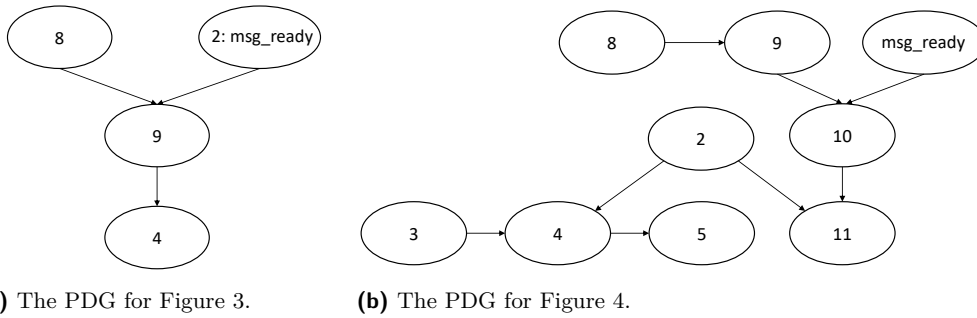 8
2: msg_ready
9
4
) The PDG for Figure 3.
8
9
msg_ready
2
10
3
4
5
11
(b) The PDG for Figure 4.